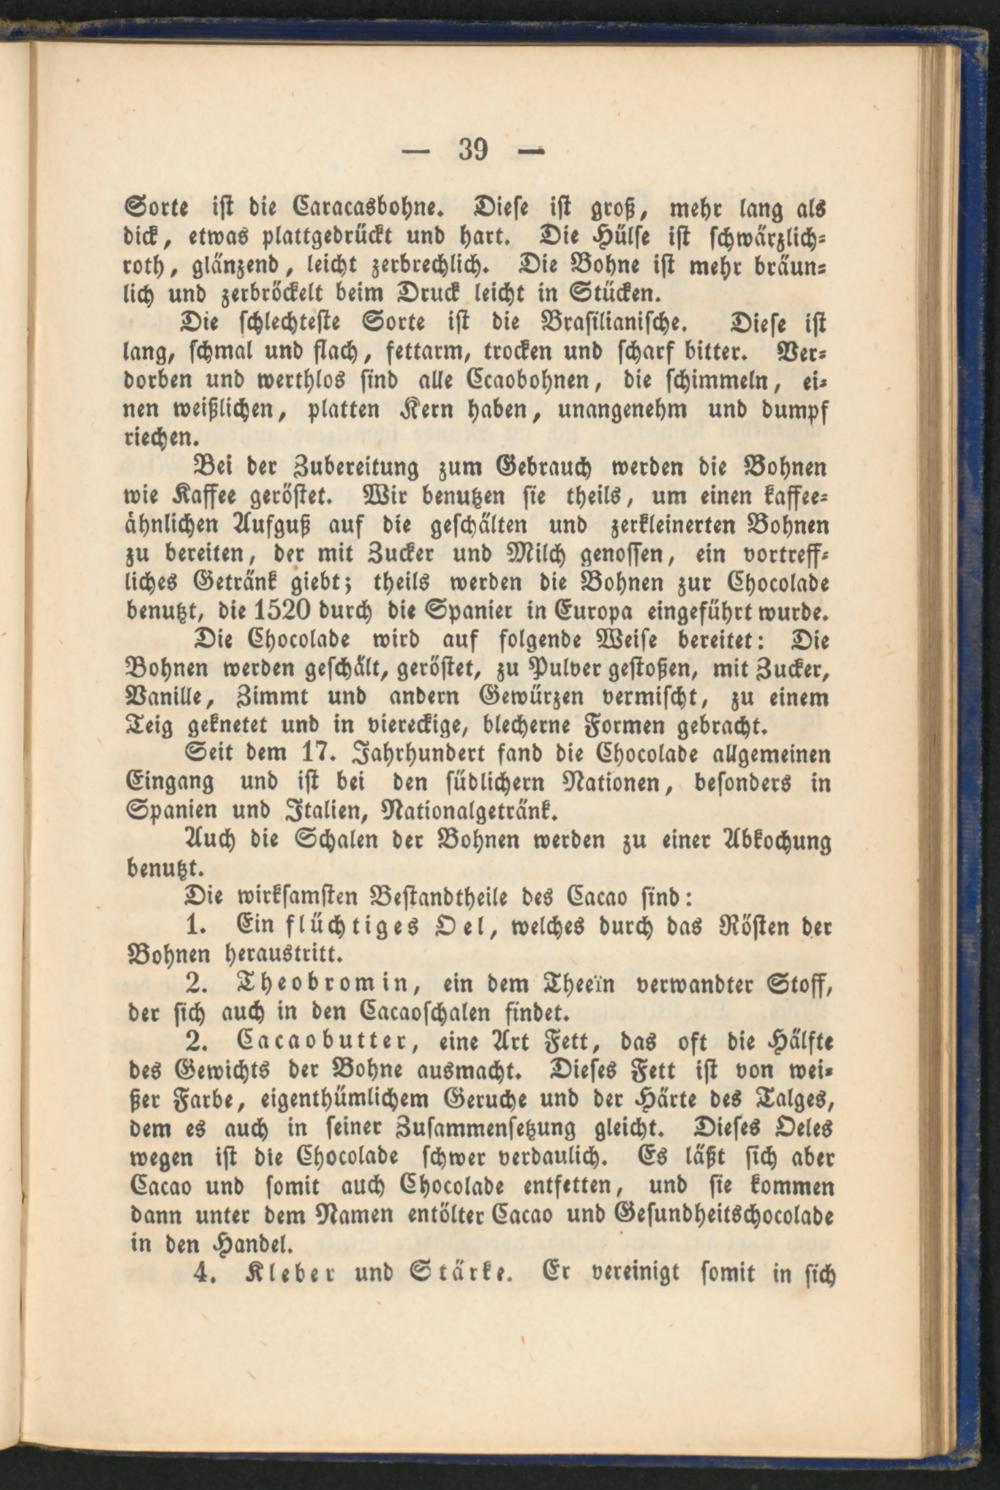 — 39 —
Sorte ist die Caracasbohne. Diese ist groß, mehr lang als
dick, etwas plattgedrückt und hart. Die Hülse ist schwärzlich-
roth, glänzend, leicht zerbrechlich. Die Bohne ist mehr bräun-
lich und zerbröckelt beim Druck leicht in Stücken.
Die schlechteste Sorte ist die Brasilianische. Diese ist
lang, schmal und flach, fettarm, trocken und scharf bitter. Ver-
dorben und werthlos sind alle Ccaobohnen, die schimmeln, ei-
nen weißlichen, platten Kern haben, unangenehm und dumpf
riechen.
Bei der Zubereitung zum Gebrauch werden die Bohnen
wie Kaffee geröstet. Wir benutzen sie theils, um einen kaffee-
ähnlichen Aufguß auf die geschälten und zerkleinerten Bohnen
zu bereiten, der mit Zucker und Milch genossen, ein vortreff-
liches Getränk giebt; theils werden die Bohnen zur Chocolade
benutzt, die 1520 durch die Spanier in Europa eingeführt wurde.
Die Chocolade wird auf folgende Weise bereitet: Die
Bohnen werden geschält, geröstet, zu Pulver gestoßen, mit Zucker,
Vanille, Zimmt und andern Gewürzen vermischt, zu einem
Teig geknetet und in viereckige, blecherne Formen gebracht.
Seit dem 17. Jahrhundert fand die Chocolade allgemeinen
Eingang und ist bei den südlichern Nationen, besonders in
Spanien und Italien, Nationalgetränk.
Auch die Schalen der Bohnen werden zu einer Abkochung
benutzt.
Die wirksamsten Bestandtheile des Cacao sind:
1. Ein flüchtiges Oel, welches durch das Rösten der
Bohnen heraustritt.
2. Theobromin, ein dem Theeïn verwandter Stoff,
der sich auch in den Cacaoschalen findet.
2. Cacaobutter, eine Art Fett, das oft die Hälfte
des Gewichts der Bohne ausmacht. Dieses Fett ist von wei-
ßer Farbe, eigenthümlichem Geruche und der Härte des Talges,
dem es auch in seiner Zusammensetzung gleicht. Dieses Oeles
wegen ist die Chocolade schwer verdaulich. Es läßt sich aber
Cacao und somit auch Chocolade entfetten, und sie kommen
dann unter dem Namen entölter Cacao und Gesundheitschocolade
in den Handel.
4. Kleber und Stärke. Er vereinigt somit in sich